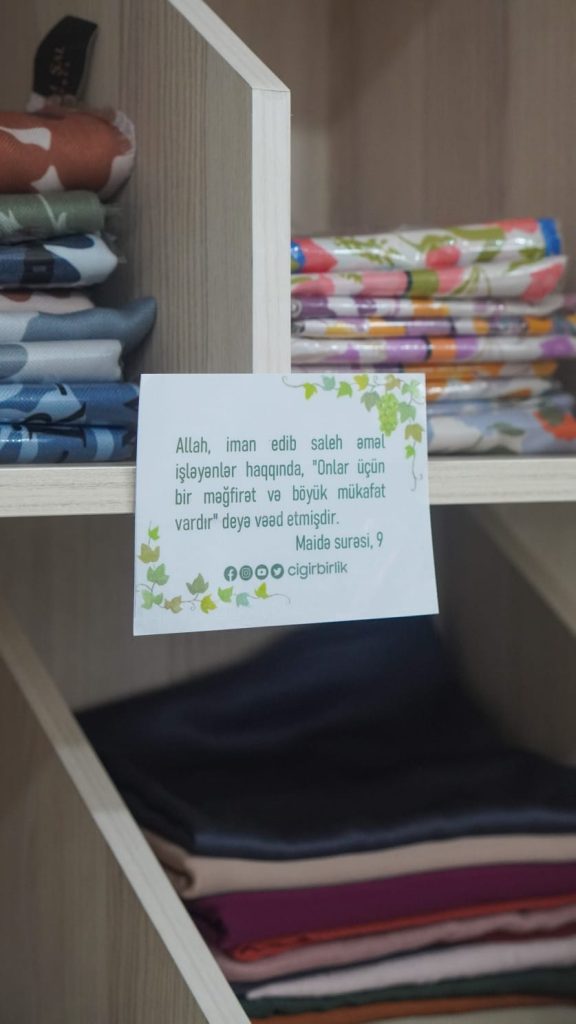 Allah, iman edib saleh əməl
işləyənlər haqqında, "Onlar üçün
bir məğfirət və böyük mükafat
vardır" deyə vəəd etmişdir.
Maidə surəsi, 9
cigirbirlik